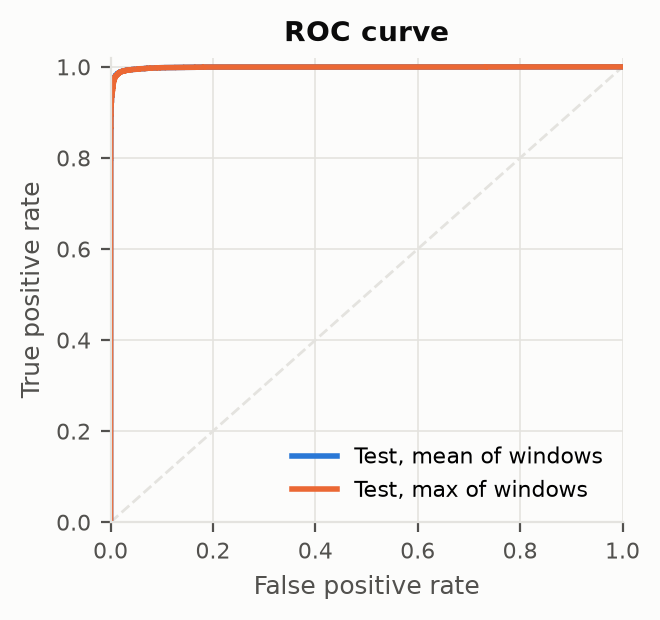 ROC curve
1.0
0.8
0.6
0.4
0.2
0.0
True positive rate
Test, mean of windows
Test, max of windows
0.0 0.2 0.4 0.6 0.8 1.0
False positive rate